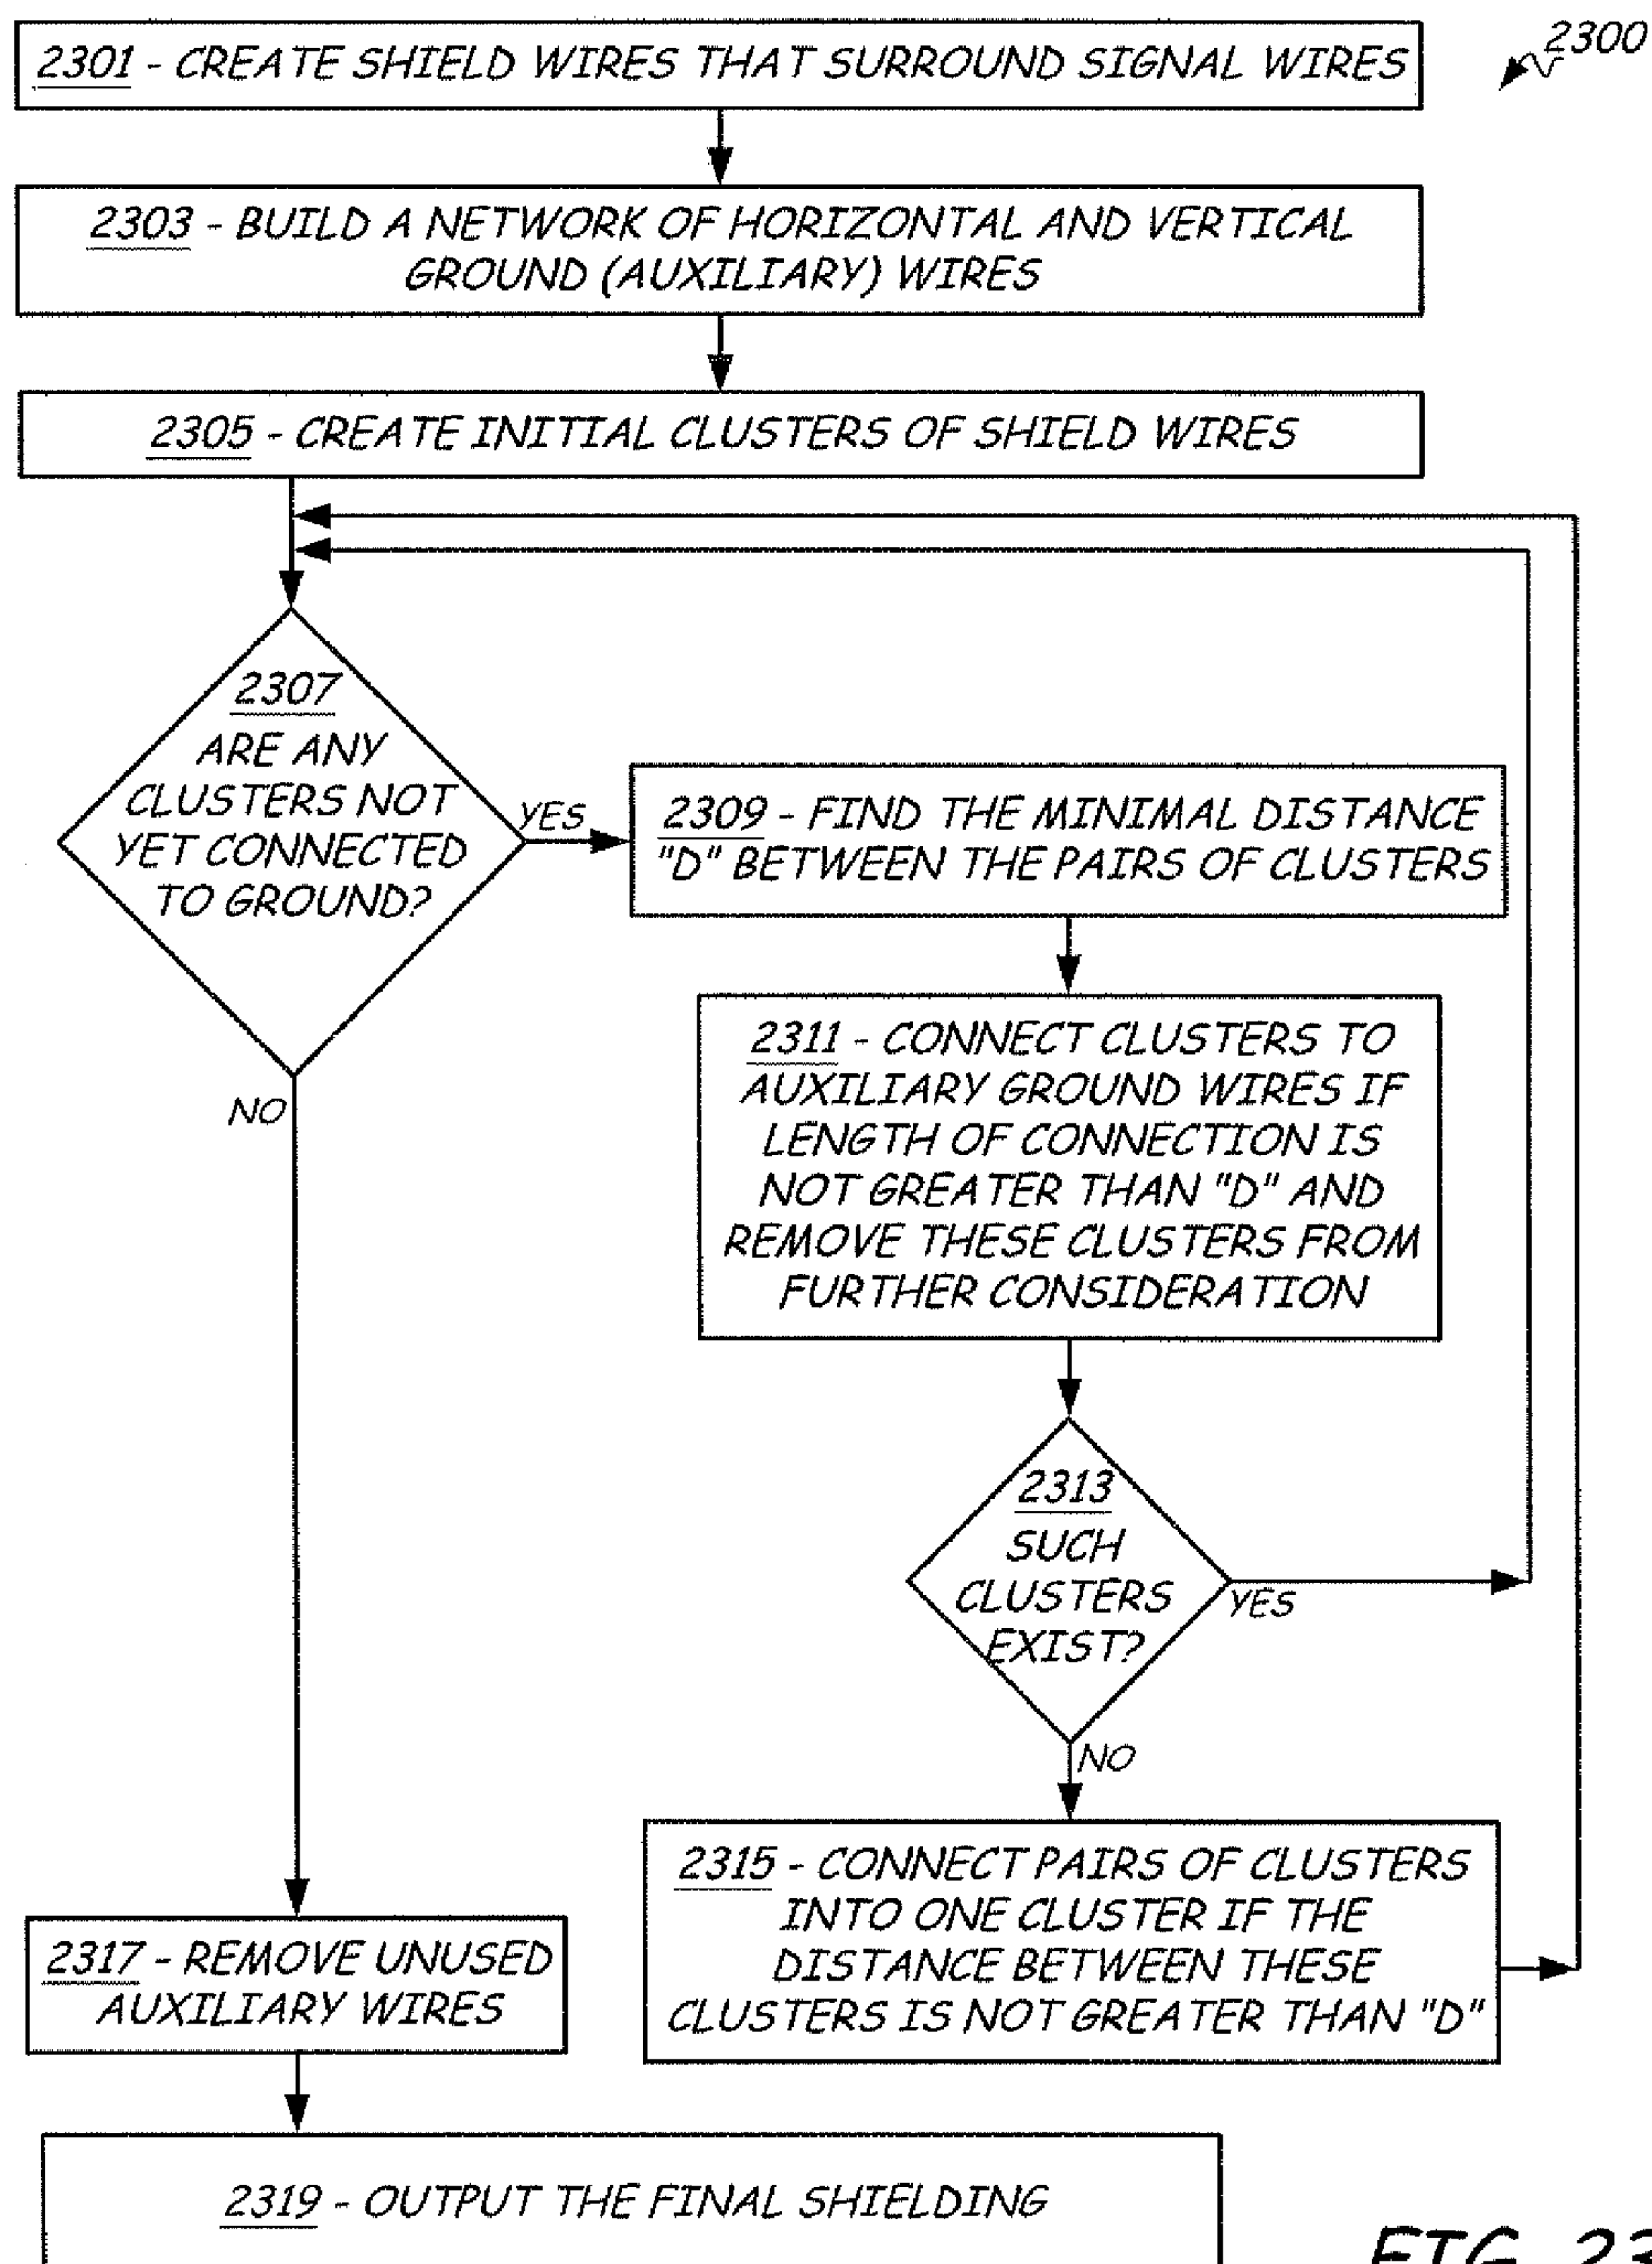 2300
2301 - CREATE SHIELD WIRES THAT SURROUND SIGNAL WIRES
2303 - BUILD A NETWORK OF HORIZONTAL AND VERTICAL
GROUND (AUXILIARY) WIRES
2305 - CREATE INITIAL CLUSTERS OF SHIELD WIRES
2307
ARE ANY
CLUSTERS NOT
YET CONNECTED
TO GROUND?
YES
2309 - FIND THE MINIMAL DISTANCE
"D" BETWEEN THE PAIRS OF CLUSTERS
2311 - CONNECT CLUSTERS TO
AUXILIARY GROUND WIRES IF
LENGTH OF CONNECTION IS
NOT GREATER THAN "D" AND
REMOVE THESE CLUSTERS FROM
FURTHER CONSIDERATION
NO
2313
SUCH
CLUSTERS
EXIST?
YES
NO
2315 - CONNECT PAIRS OF CLUSTERS
INTO ONE CLUSTER IF THE
DISTANCE BETWEEN THESE
CLUSTERS IS NOT GREATER THAN "D"
2317 - REMOVE UNUSED
AUXILIARY WIRES
2319 - OUTPUT THE FINAL SHIELDING
FIG. 23